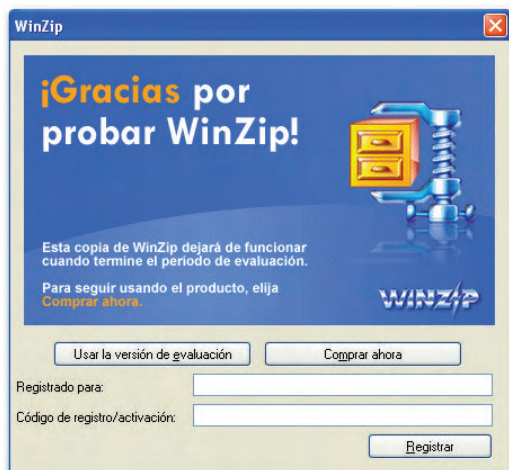 WinZip
¡Gracias por
probar WinZip!
Esta copia de WinZip dejará de funcionar
cuando termine el periodo de evaluación.
Para seguir usando el producto, elija
Comprar ahora.
WINZIP
Usar la versión de evaluación
Comprar ahora
Registrado para:
Código de registro/activación:
Registrar